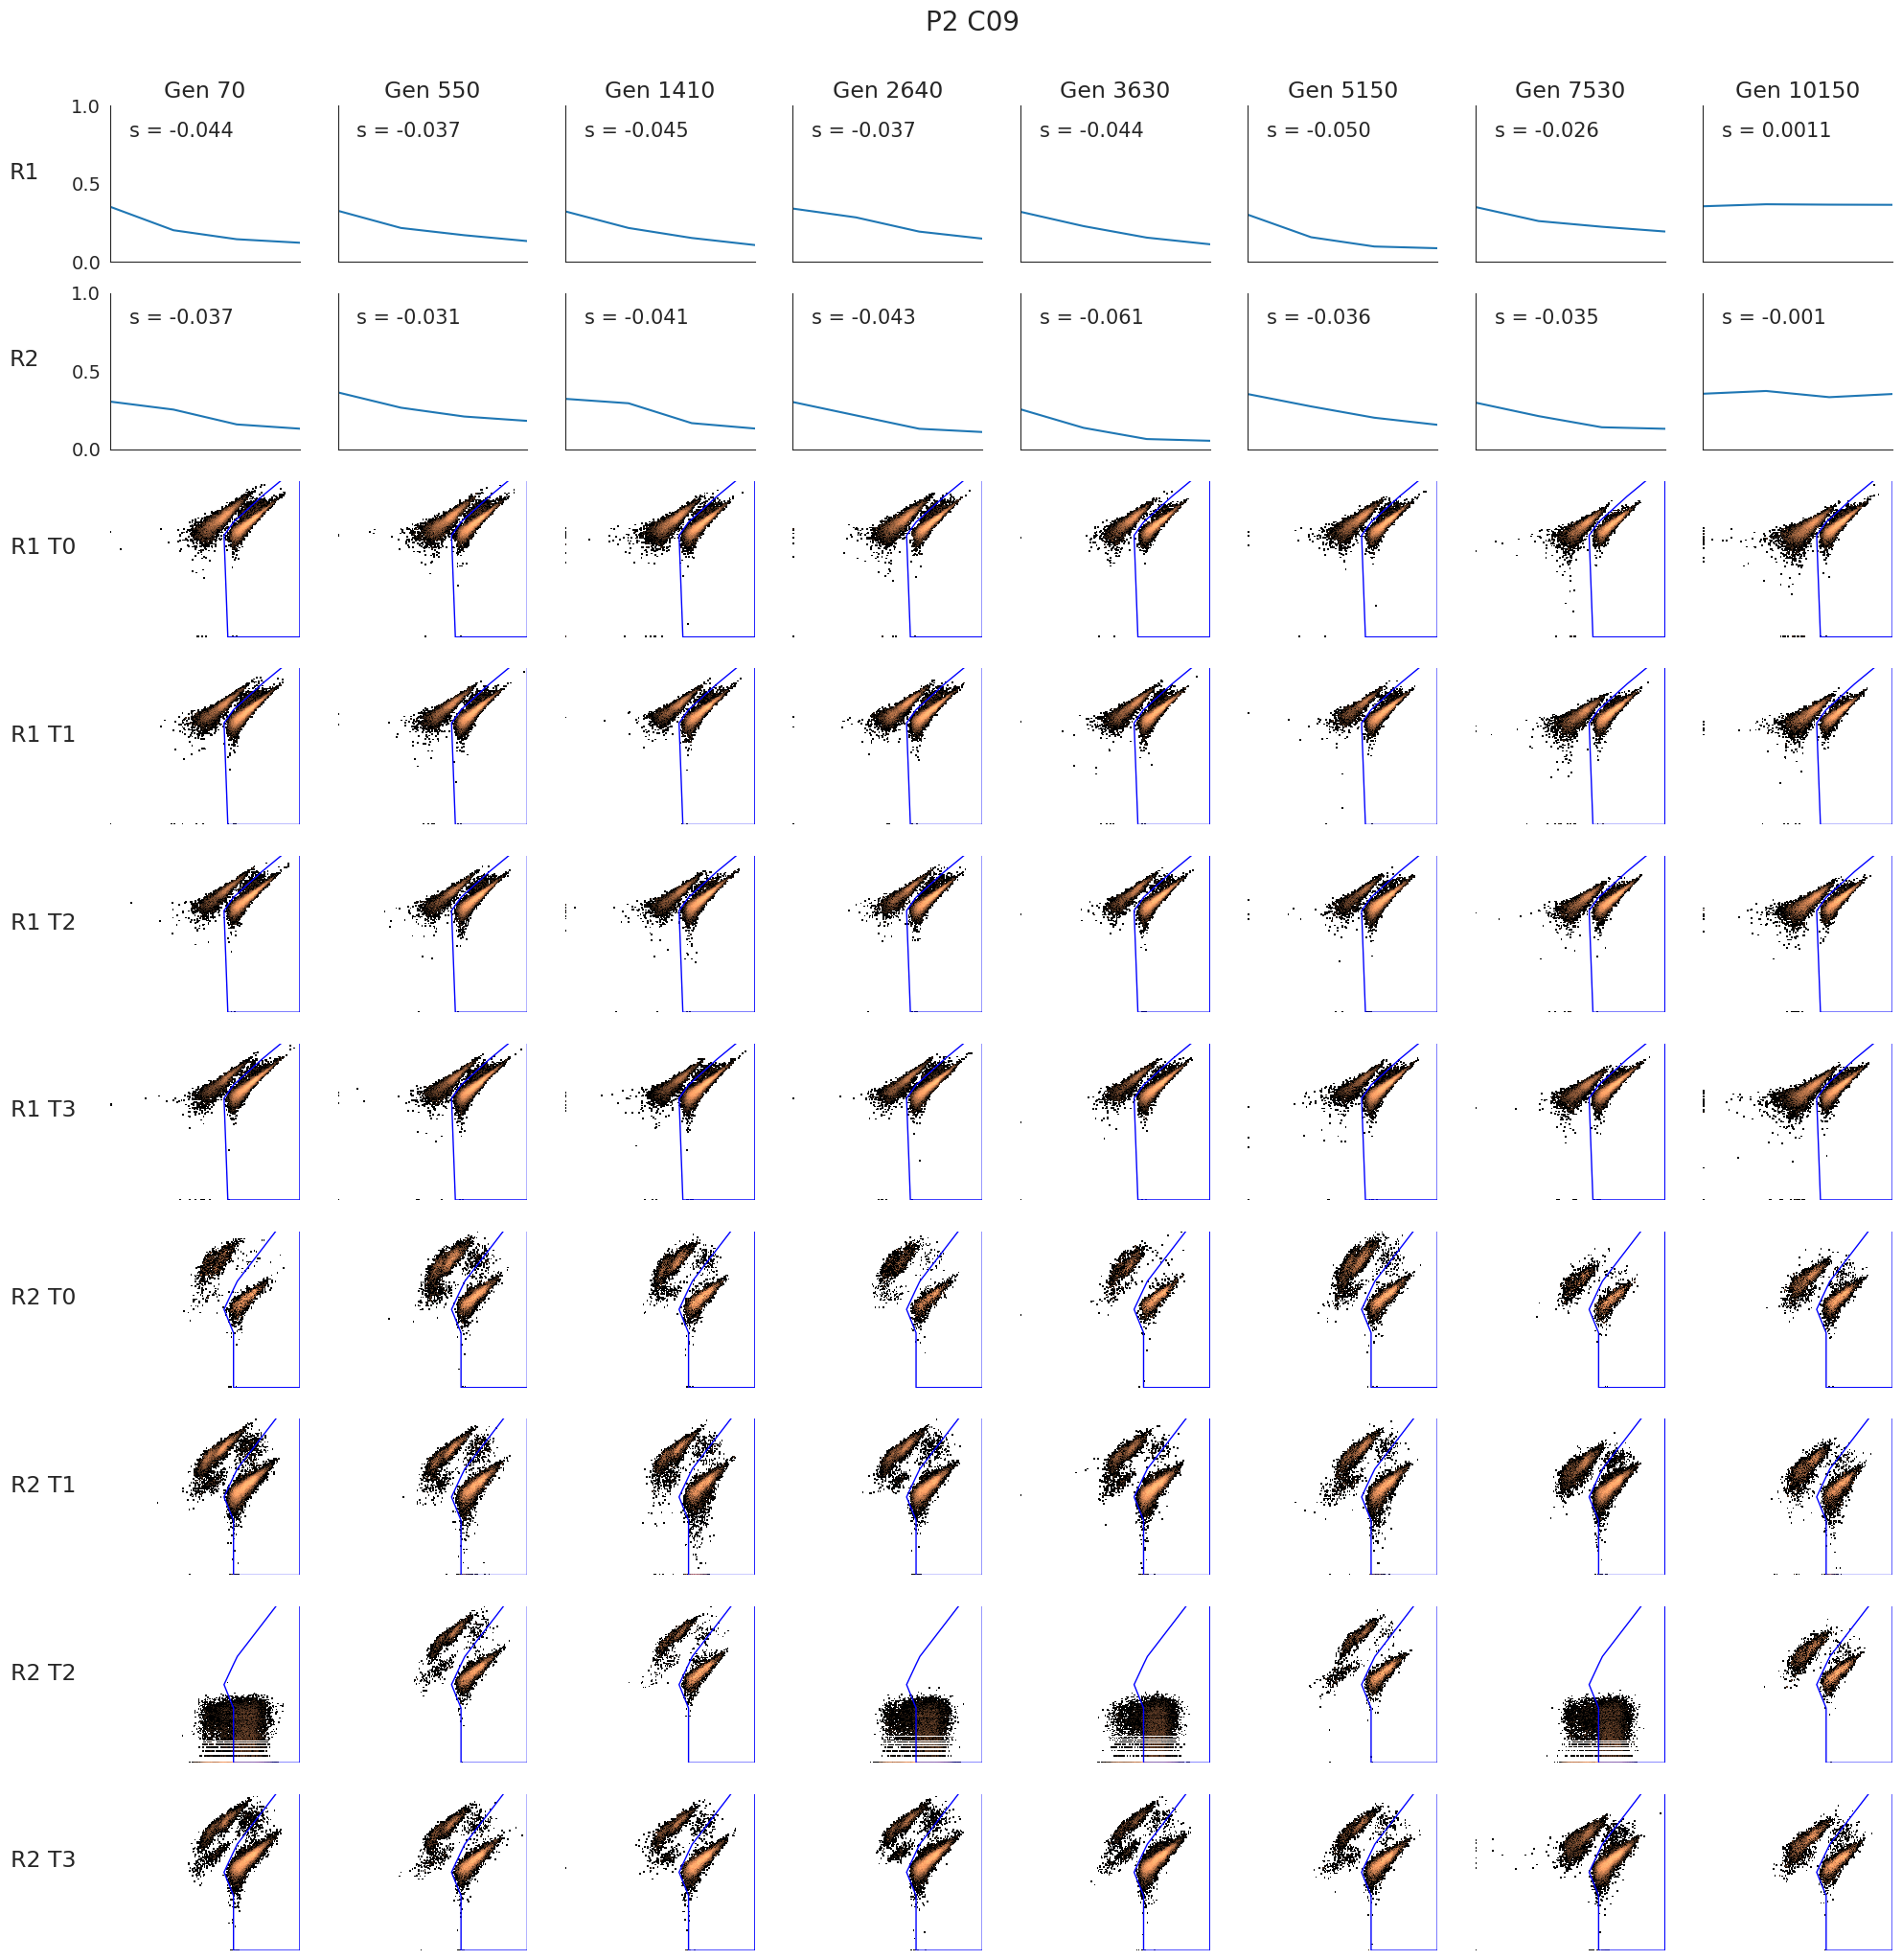 P2 C09
Gen 70 Gen 550 Gen 1410 Gen 2640 Gen 3630 Gen 5150 Gen 7530 Gen 10150
1.0
s = -0.044 s = -0.037 s = -0.045 s = -0.037 s = -0.044 s = -0.050 s = -0.026 s = 0.0011
R1
0.5
0.0
1.0
s = -0.037 s = -0.031 s = -0.041 s = -0.043 s = -0.061 s = -0.036 s = -0.035 s = -0.001
R2
0.5
0.0
R1 T0
R1 T1
R1 T2
R1 T3
R2 T0
R2 T1
R2 T2
R2 T3